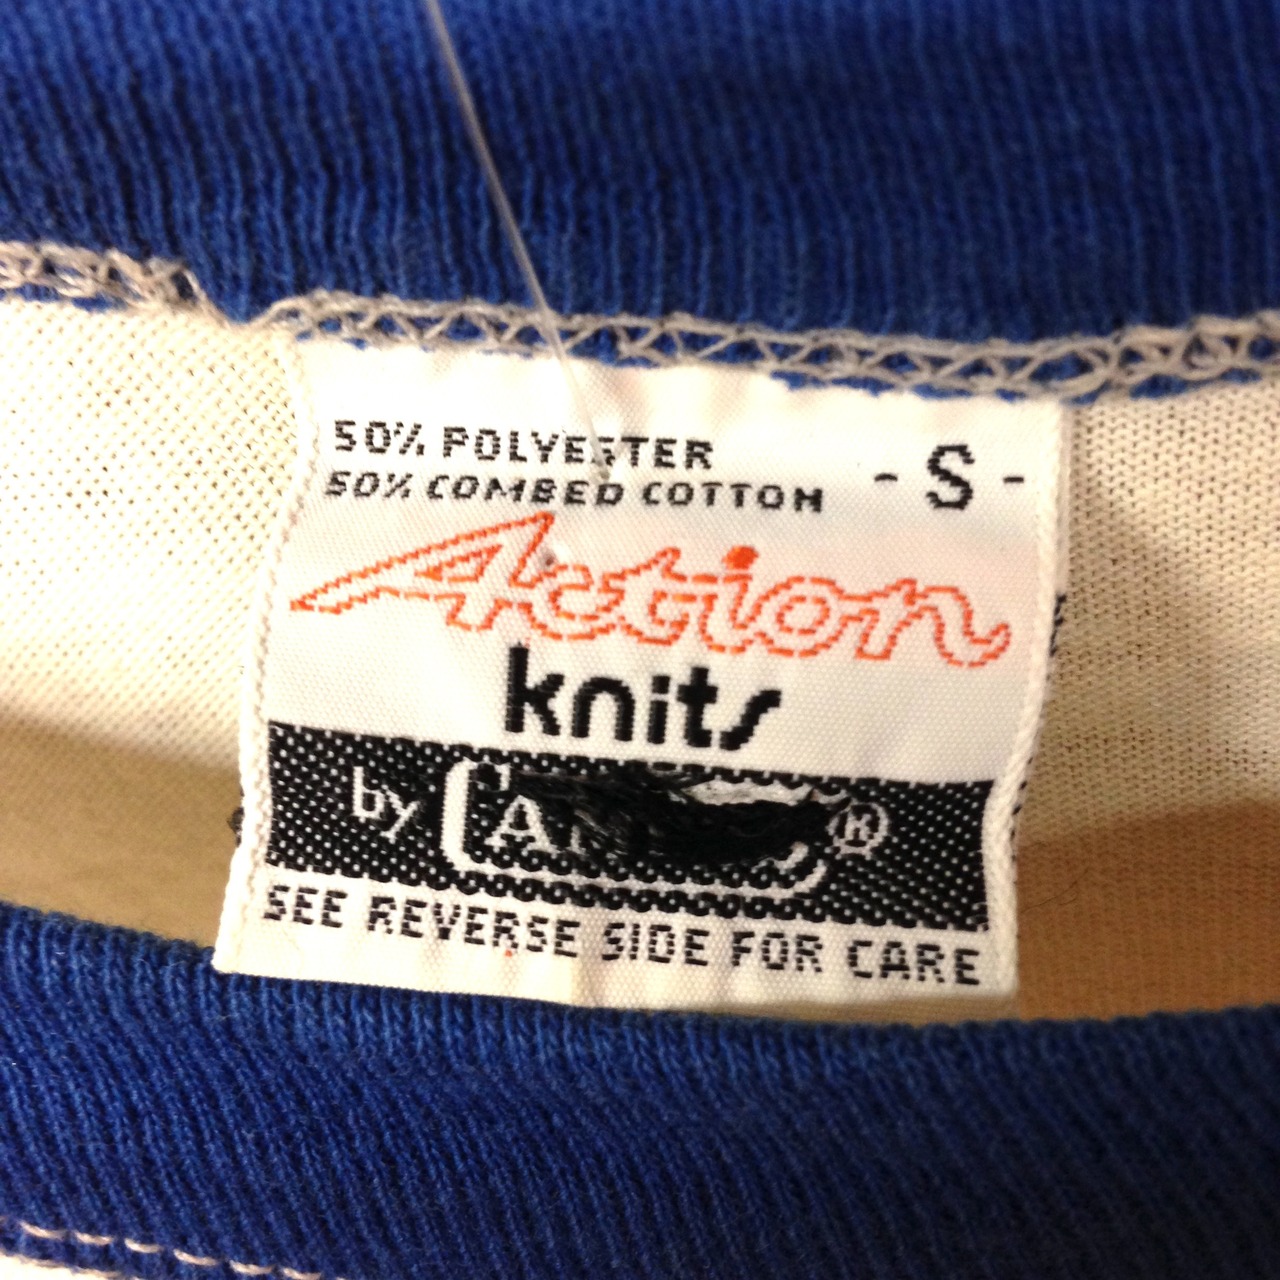 50% POLYESTER
50% COMBED COTTON
- S -
Action
knits
by ®
SEE REVERSE SIDE FOR CARE